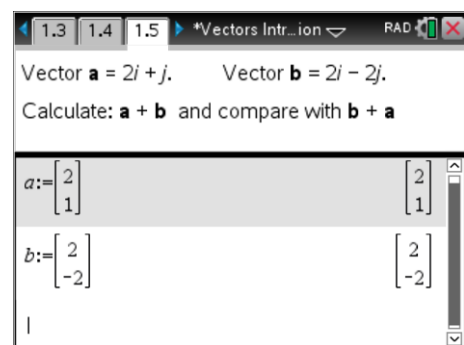 1.3 1.4 1.5 *Vectors Intr…ion RAD
Vector a = 2i + j. Vector b = 2i − 2j.
Calculate: a + b and compare with b + a
a:=[2 1] [2 1]
b:=[2 -2] [2 -2]